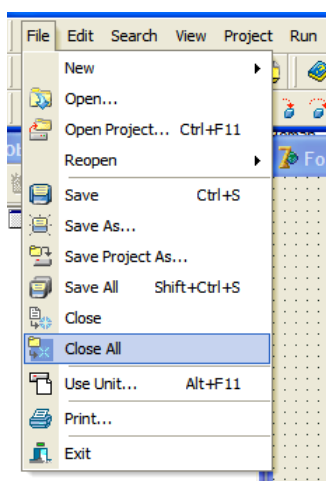 File Edit Search View Project Run
New
Open...
Open Project... Ctrl+F11
Reopen
Save Ctrl+S
Save As...
Save Project As...
Save All Shift+Ctrl+S
Close
Close All
Use Unit... Alt+F11
Print...
Exit
Fo